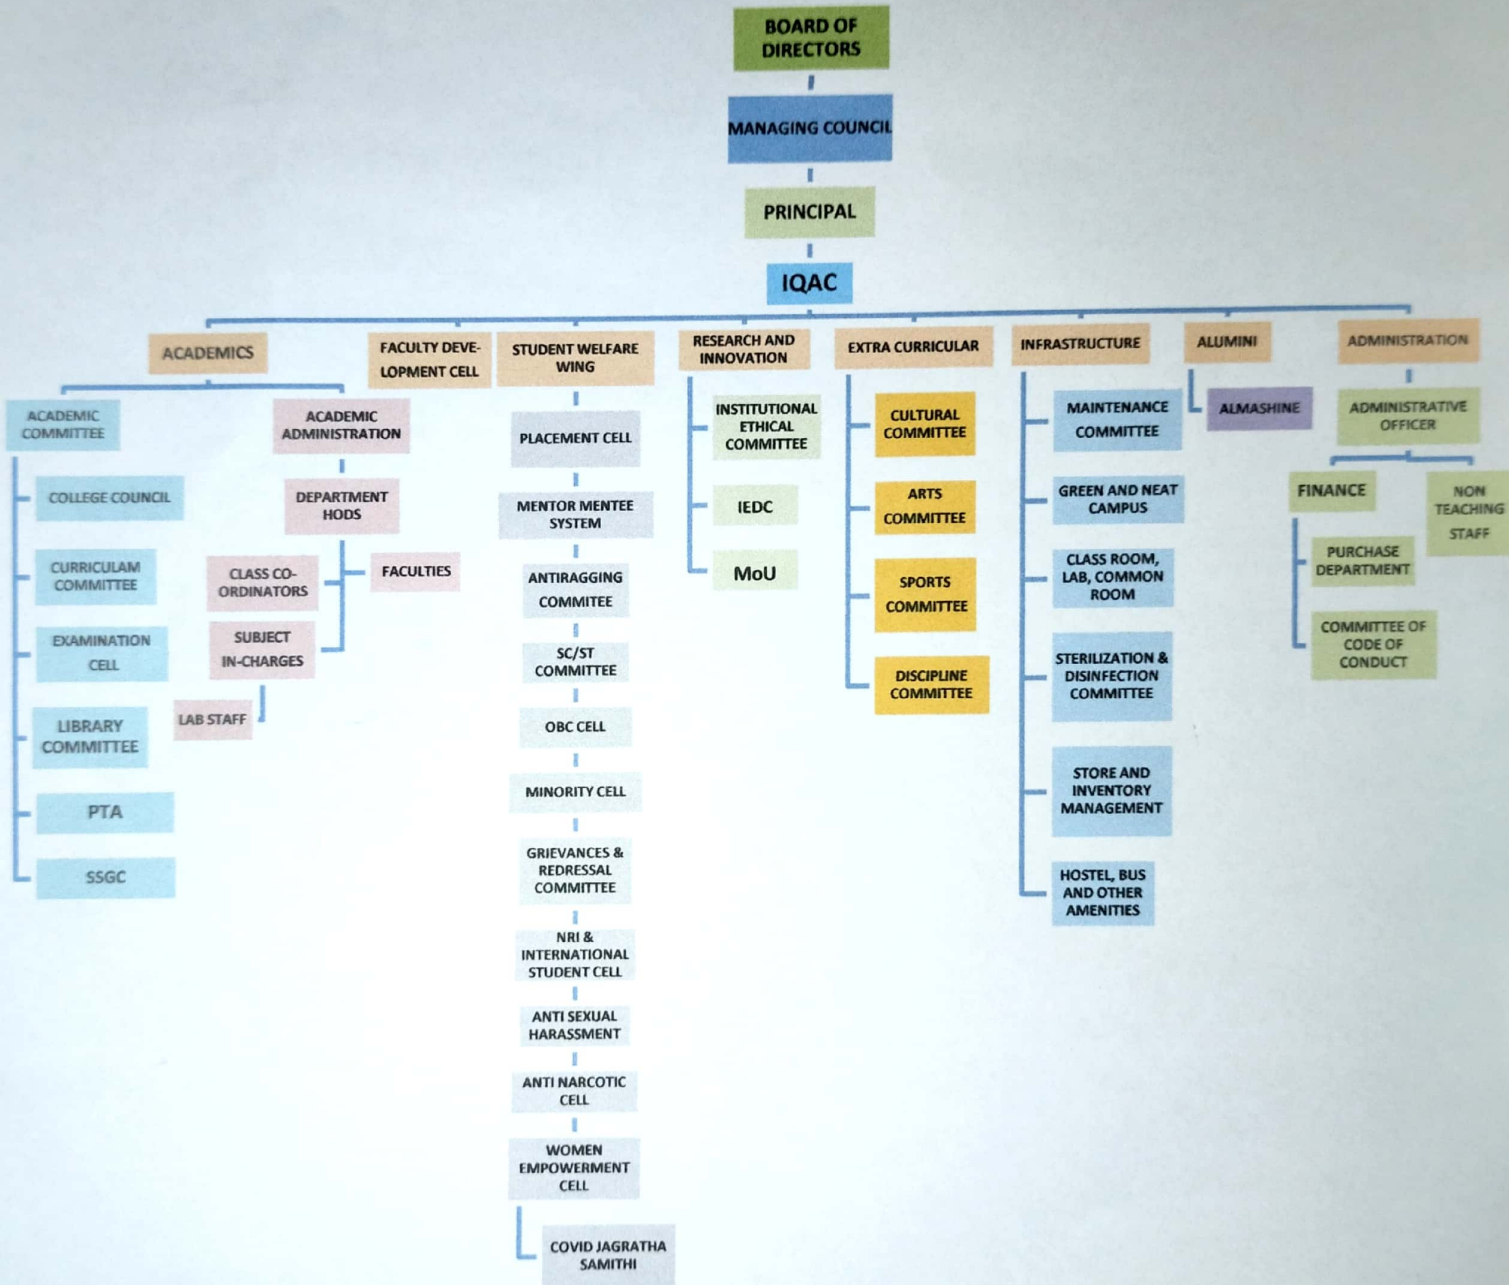 BOARD OF
DIRECTORS
MANAGING COUNCIL
PRINCIPAL
IQAC
ACADEMICS
FACULTY DEVE-
LOPMENT CELL
STUDENT WELFARE
WING
RESEARCH AND
INNOVATION
EXTRA CURRICULAR
INFRASTRUCTURE
ALUMINI
ADMINISTRATION
ACADEMIC
COMMITTEE
COLLEGE COUNCIL
CURRICULAM
COMMITTEE
EXAMINATION
CELL
LIBRARY
COMMITTEE
PTA
SSGC
ACADEMIC
ADMINISTRATION
DEPARTMENT
HODS
CLASS CO-
ORDINATORS
FACULTIES
SUBJECT
IN-CHARGES
LAB STAFF
PLACEMENT CELL
MENTOR MENTEE
SYSTEM
ANTIRAGGING
COMMITEE
SC/ST
COMMITTEE
OBC CELL
MINORITY CELL
GRIEVANCES &
REDRESSAL
COMMITTEE
NRI &
INTERNATIONAL
STUDENT CELL
ANTI SEXUAL
HARASSMENT
ANTI NARCOTIC
CELL
WOMEN
EMPOWERMENT
CELL
COVID JAGRATHA
SAMITHI
INSTITUTIONAL
ETHICAL
COMMITTEE
IEDC
MoU
CULTURAL
COMMITTEE
ARTS
COMMITTEE
SPORTS
COMMITTEE
DISCIPLINE
COMMITTEE
MAINTENANCE
COMMITTEE
GREEN AND NEAT
CAMPUS
CLASS ROOM,
LAB, COMMON
ROOM
STERILIZATION &
DISINFECTION
COMMITTEE
STORE AND
INVENTORY
MANAGEMENT
HOSTEL, BUS
AND OTHER
AMENITIES
ALMASHINE
ADMINISTRATIVE
OFFICER
FINANCE
NON
TEACHING
STAFF
PURCHASE
DEPARTMENT
COMMITTEE OF
CODE OF
CONDUCT